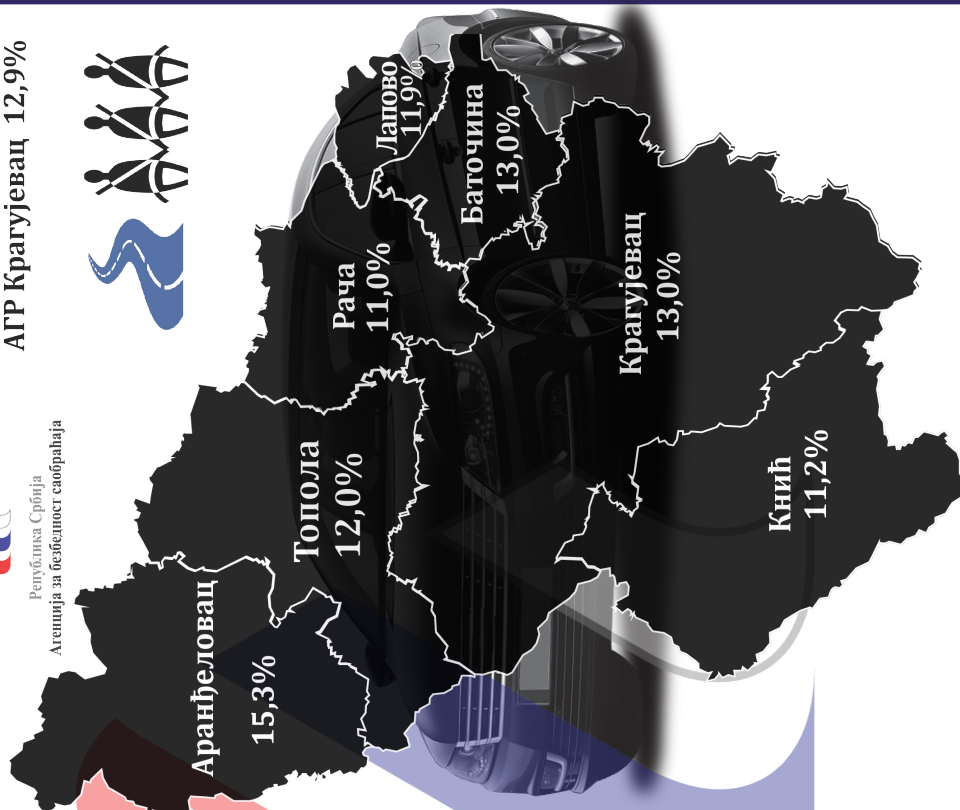 АГР Крагујевац 12,9%
Република Србија
Агенција за безбедност саобраћаја
Лапово
11,9%
Баточина
13,0%
Рача
11,0%
Крагујевац
13,0%
Топола
12,0%
Кнић
11,2%
Аранђеловац
15,3%